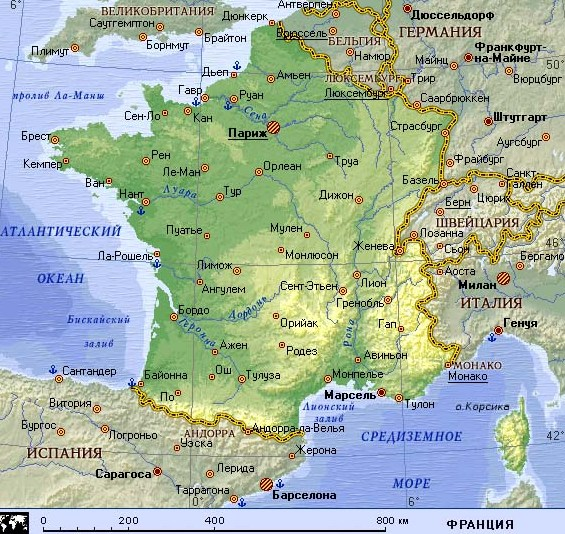 6°
ВЕЛИКОБРИТАНИЯ
Саутгемптон
Плимут
Борнмут
Брайтон
Дюнкерк
Антверпен
Брюссель
БЕЛЬГИЯ
Намюр
Дюссельдорф
ГЕРМАНИЯ
Франкфурт-
на-Майне
50°
Майнц
Вюрцбург
ЛЮКСЕМБУРГ
Трир
Люксембург
Саарбрюккен
Штутгарт
Аугсбург
Страсбург
Фрайбург
пролив Ла-Манш
Дьеп
Амьен
Гавр
Руан
Сена
Сен-Ло
Кан
Париж
Брест
Кемпер
Рен
Ле-Ман
Орлеан
Труа
Ван
Нант
Луара
Тур
Дижон
Базель
Санкт-
Галлен
Цюрих
Берн
ШВЕЙЦАРИЯ
Лозанна
46°
Женева
Сьон
Бергамо
Аоста
Милан
ИТАЛИЯ
Генуя
АТЛАНТИЧЕСКИЙ
ОКЕАН
Пуатье
Мулен
Монлюсон
Ла-Рошель
Лимож
Ангулем
Сент-Этьен
Лион
Гренобль
Дордонь
Бискайский
залив
Бордо
Гаронна
Орийак
Рона
Гап
Ажен
Родез
Авиньон
МОНАКО
Монако
Сантандер
Байонна
Ош
Тулуза
Монпелье
По
Марсель
Тулон
Лионский
залив
о.Корсика
Витория
Бургос
Логроньо
АНДОРРА
Андорра-ла-Велья
СРЕДИЗЕМНОЕ
МОРЕ
42°
ИСПАНИЯ
Уэска
Жерона
Сарагоса
Лерида
Таррагона
Барселона
0°
6°
0
200
400
800 км
ФРАНЦИЯ